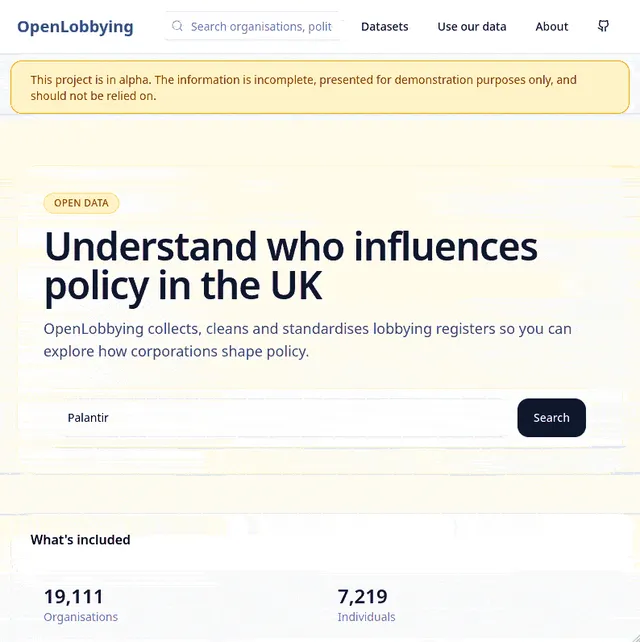 OpenLobbying
Search organisations, polit
Datasets
Use our data
About
This project is in alpha. The information is incomplete, presented for demonstration purposes only, and
should not be relied on.
OPEN DATA
Understand who influences
policy in the UK
OpenLobbying collects, cleans and standardises lobbying registers so you can
explore how corporations shape policy.
Palantir
Search
What's included
19,111
Organisations
7,219
Individuals